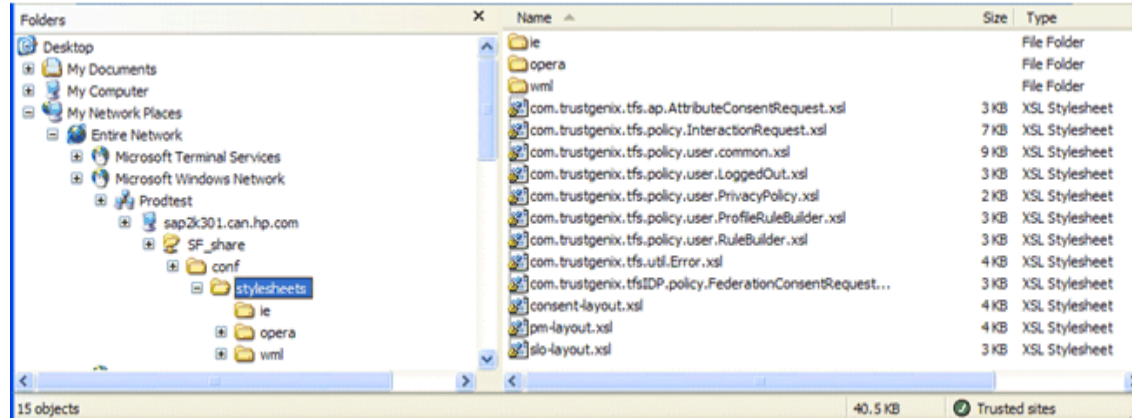 Folders
Desktop
My Documents
My Computer
My Network Places
Entire Network
Microsoft Terminal Services
Microsoft Windows Network
Prodtest
sap2k301.can.hp.com
SF_share
conf
stylesheets
ie
opera
wml
Name Size Type
ie File Folder
opera File Folder
wml File Folder
com.trustgenix.tfs.ap.AttributeConsentRequest.xsl 3 KB XSL Stylesheet
com.trustgenix.tfs.policy.InteractionRequest.xsl 7 KB XSL Stylesheet
com.trustgenix.tfs.policy.user.common.xsl 9 KB XSL Stylesheet
com.trustgenix.tfs.policy.user.LoggedOut.xsl 3 KB XSL Stylesheet
com.trustgenix.tfs.policy.user.PrivacyPolicy.xsl 2 KB XSL Stylesheet
com.trustgenix.tfs.policy.user.ProfileRuleBuilder.xsl 3 KB XSL Stylesheet
com.trustgenix.tfs.policy.user.RuleBuilder.xsl 3 KB XSL Stylesheet
com.trustgenix.tfs.util.Error.xsl 4 KB XSL Stylesheet
com.trustgenix.tfsIDP.policy.FederationConsentRequest... 3 KB XSL Stylesheet
consent-layout.xsl 4 KB XSL Stylesheet
pm-layout.xsl 4 KB XSL Stylesheet
slo-layout.xsl 3 KB XSL Stylesheet
15 objects 40.5 KB Trusted sites